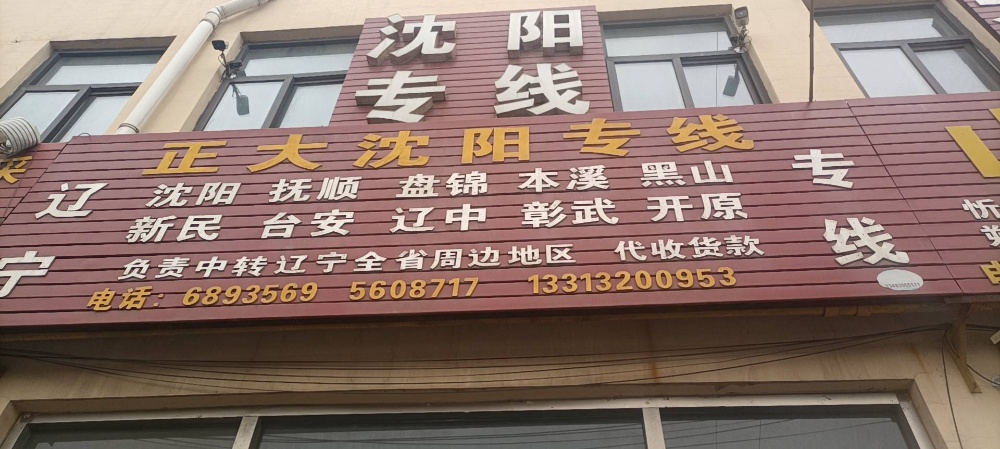 沈阳
专线
正大沈阳专线
辽宁
沈阳 抚顺 盘锦 本溪 黑山
新民 台安 辽中 彰武 开原
专线
负责中转辽宁全省周边地区 代收货款
电话：6893569 5608717 13313200953
忻